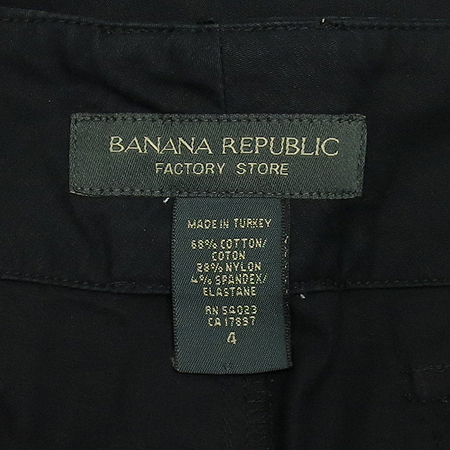 BANANA REPUBLIC
FACTORY STORE
MADE IN TURKEY
68% COTTON/
COTON
28% NYLON
4% SPANDEX/
ELASTANE
RN 54023
CA 17897
4